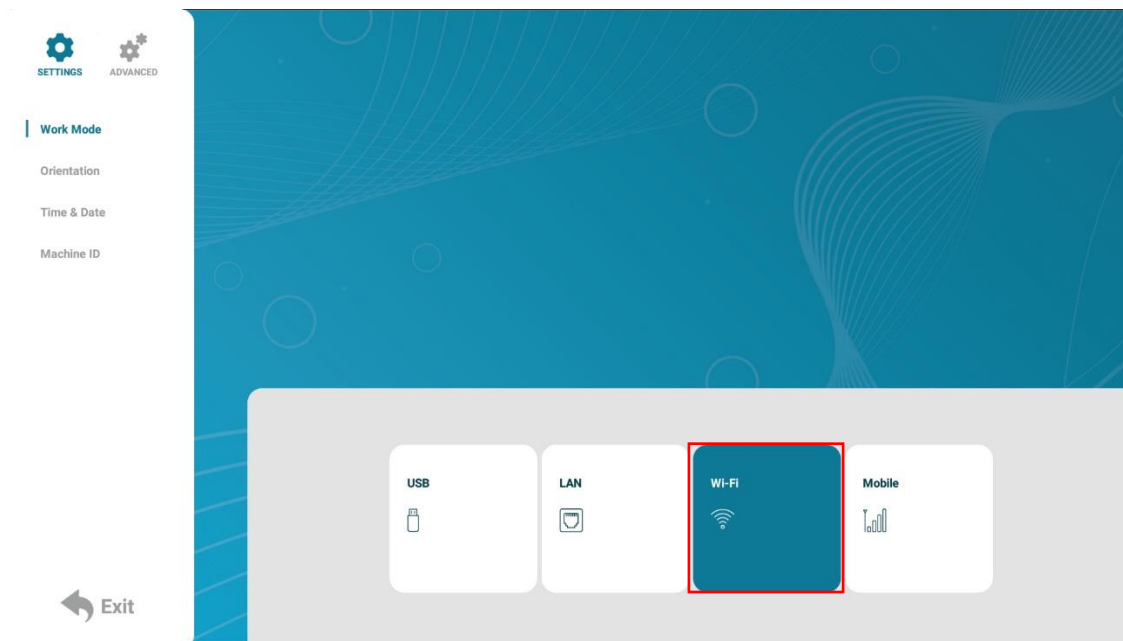 SETTINGS ADVANCED
Work Mode
Orientation
Time & Date
Machine ID
USB LAN Wi-Fi Mobile
Exit